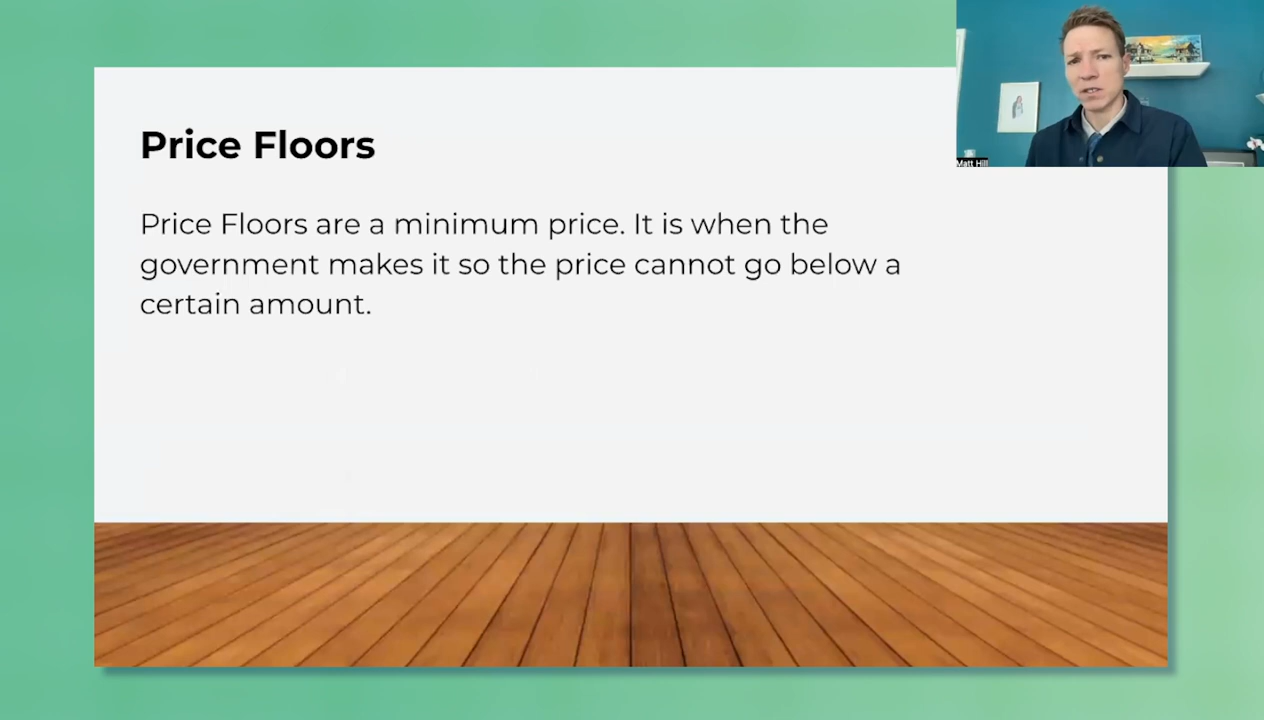 Price Floors
Price Floors are a minimum price. It is when the
government makes it so the price cannot go below a
certain amount.
Matt Hill